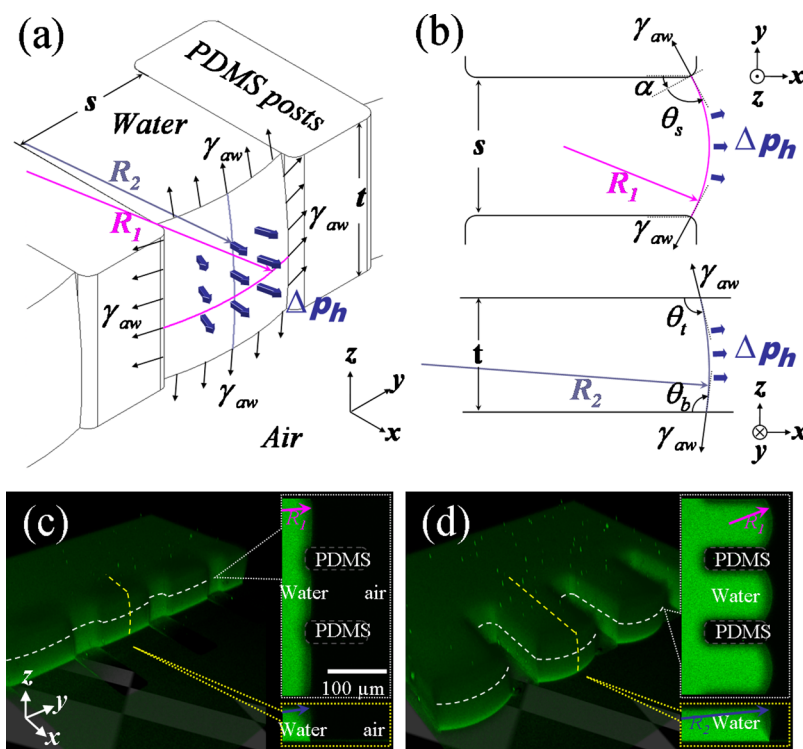 (a)
PDMS posts
s
Water
γaw
R2
R1
t
γaw
γaw
Δph
γaw
z
y
x
Air
(b)
γaw
y
x
z
α
θs
s
Δph
R1
γaw
γaw
θt
t
Δph
R2
θb
z
x
y
γaw
(c)
R1
PDMS
Water air
PDMS
100 µm
z
y
x
Water air
(d)
R1
PDMS
Water
PDMS
R2 Water